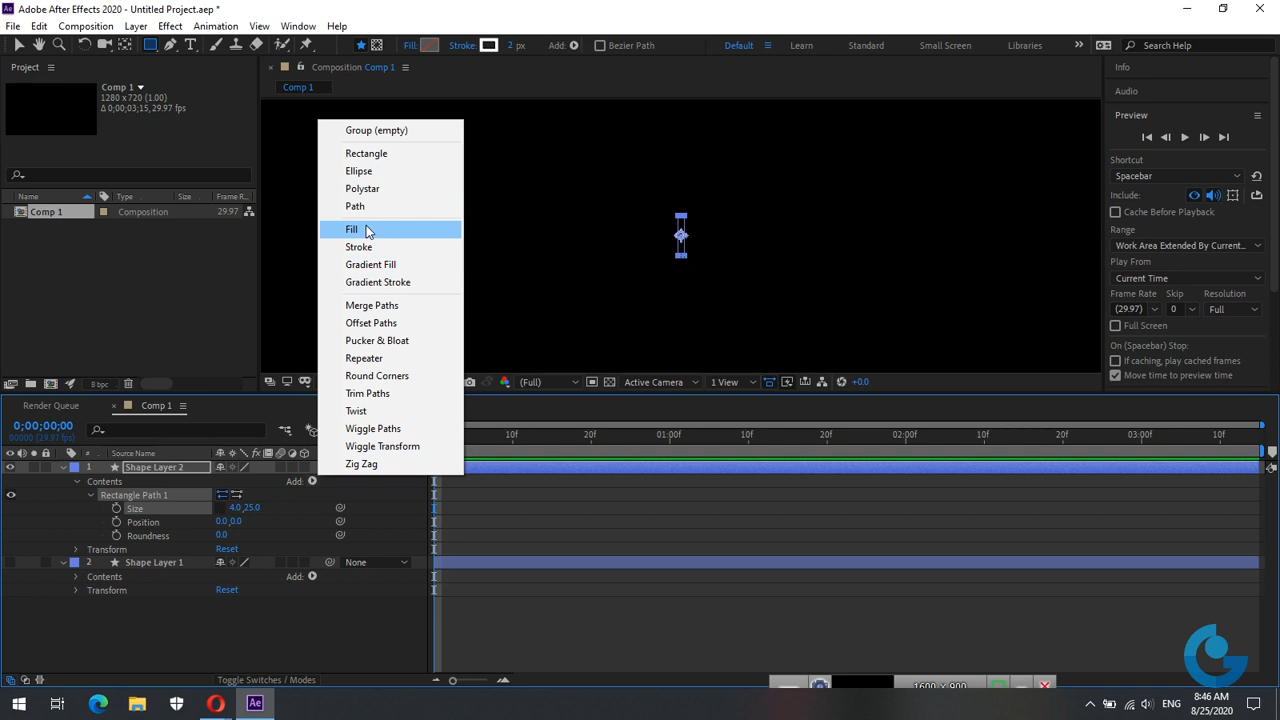 Adobe After Effects 2020 - Untitled Project.aep *
File Edit Composition Layer Effect Animation View Window Help
Fill: Stroke: 2 px Add: Bezier Path Default Learn Standard Small Screen Libraries Search Help
Project
Comp 1
1280 x 720 (1.00)
Δ 0;00;03;15, 29.97 fps
Name Type Size Frame R...
Comp 1 Composition 29.97
8 bpc
Composition Comp 1
Comp 1
Group (empty)
Rectangle
Ellipse
Polystar
Path
Fill
Stroke
Gradient Fill
Gradient Stroke
Merge Paths
Offset Paths
Pucker & Bloat
Repeater
Round Corners
Trim Paths
Twist
Wiggle Paths
Wiggle Transform
Zig Zag
(Full) Active Camera 1 View +0.0
Info
Audio
Preview
Shortcut
Spacebar
Include:
Cache Before Playback
Range
Work Area Extended By Current...
Play From
Current Time
Frame Rate Skip Resolution
(29.97) 0 Full
Full Screen
On (Spacebar) Stop:
If caching, play cached frames
Move time to preview time
Render Queue Comp 1
0;00;00;00
00000 (29.97 fps)
10f 20f 01:00f 10f 20f 02:00f 10f 20f 03:00f 10f
# Source Name
1 Shape Layer 2
Contents Add:
Rectangle Path 1
Size 4.0,25.0
Position 0.0,0.0
Roundness 0.0
Transform Reset
2 Shape Layer 1 None
Contents Add:
Transform Reset
Toggle Switches / Modes
1600 x 900
Ae
ENG
8:46 AM
8/25/2020